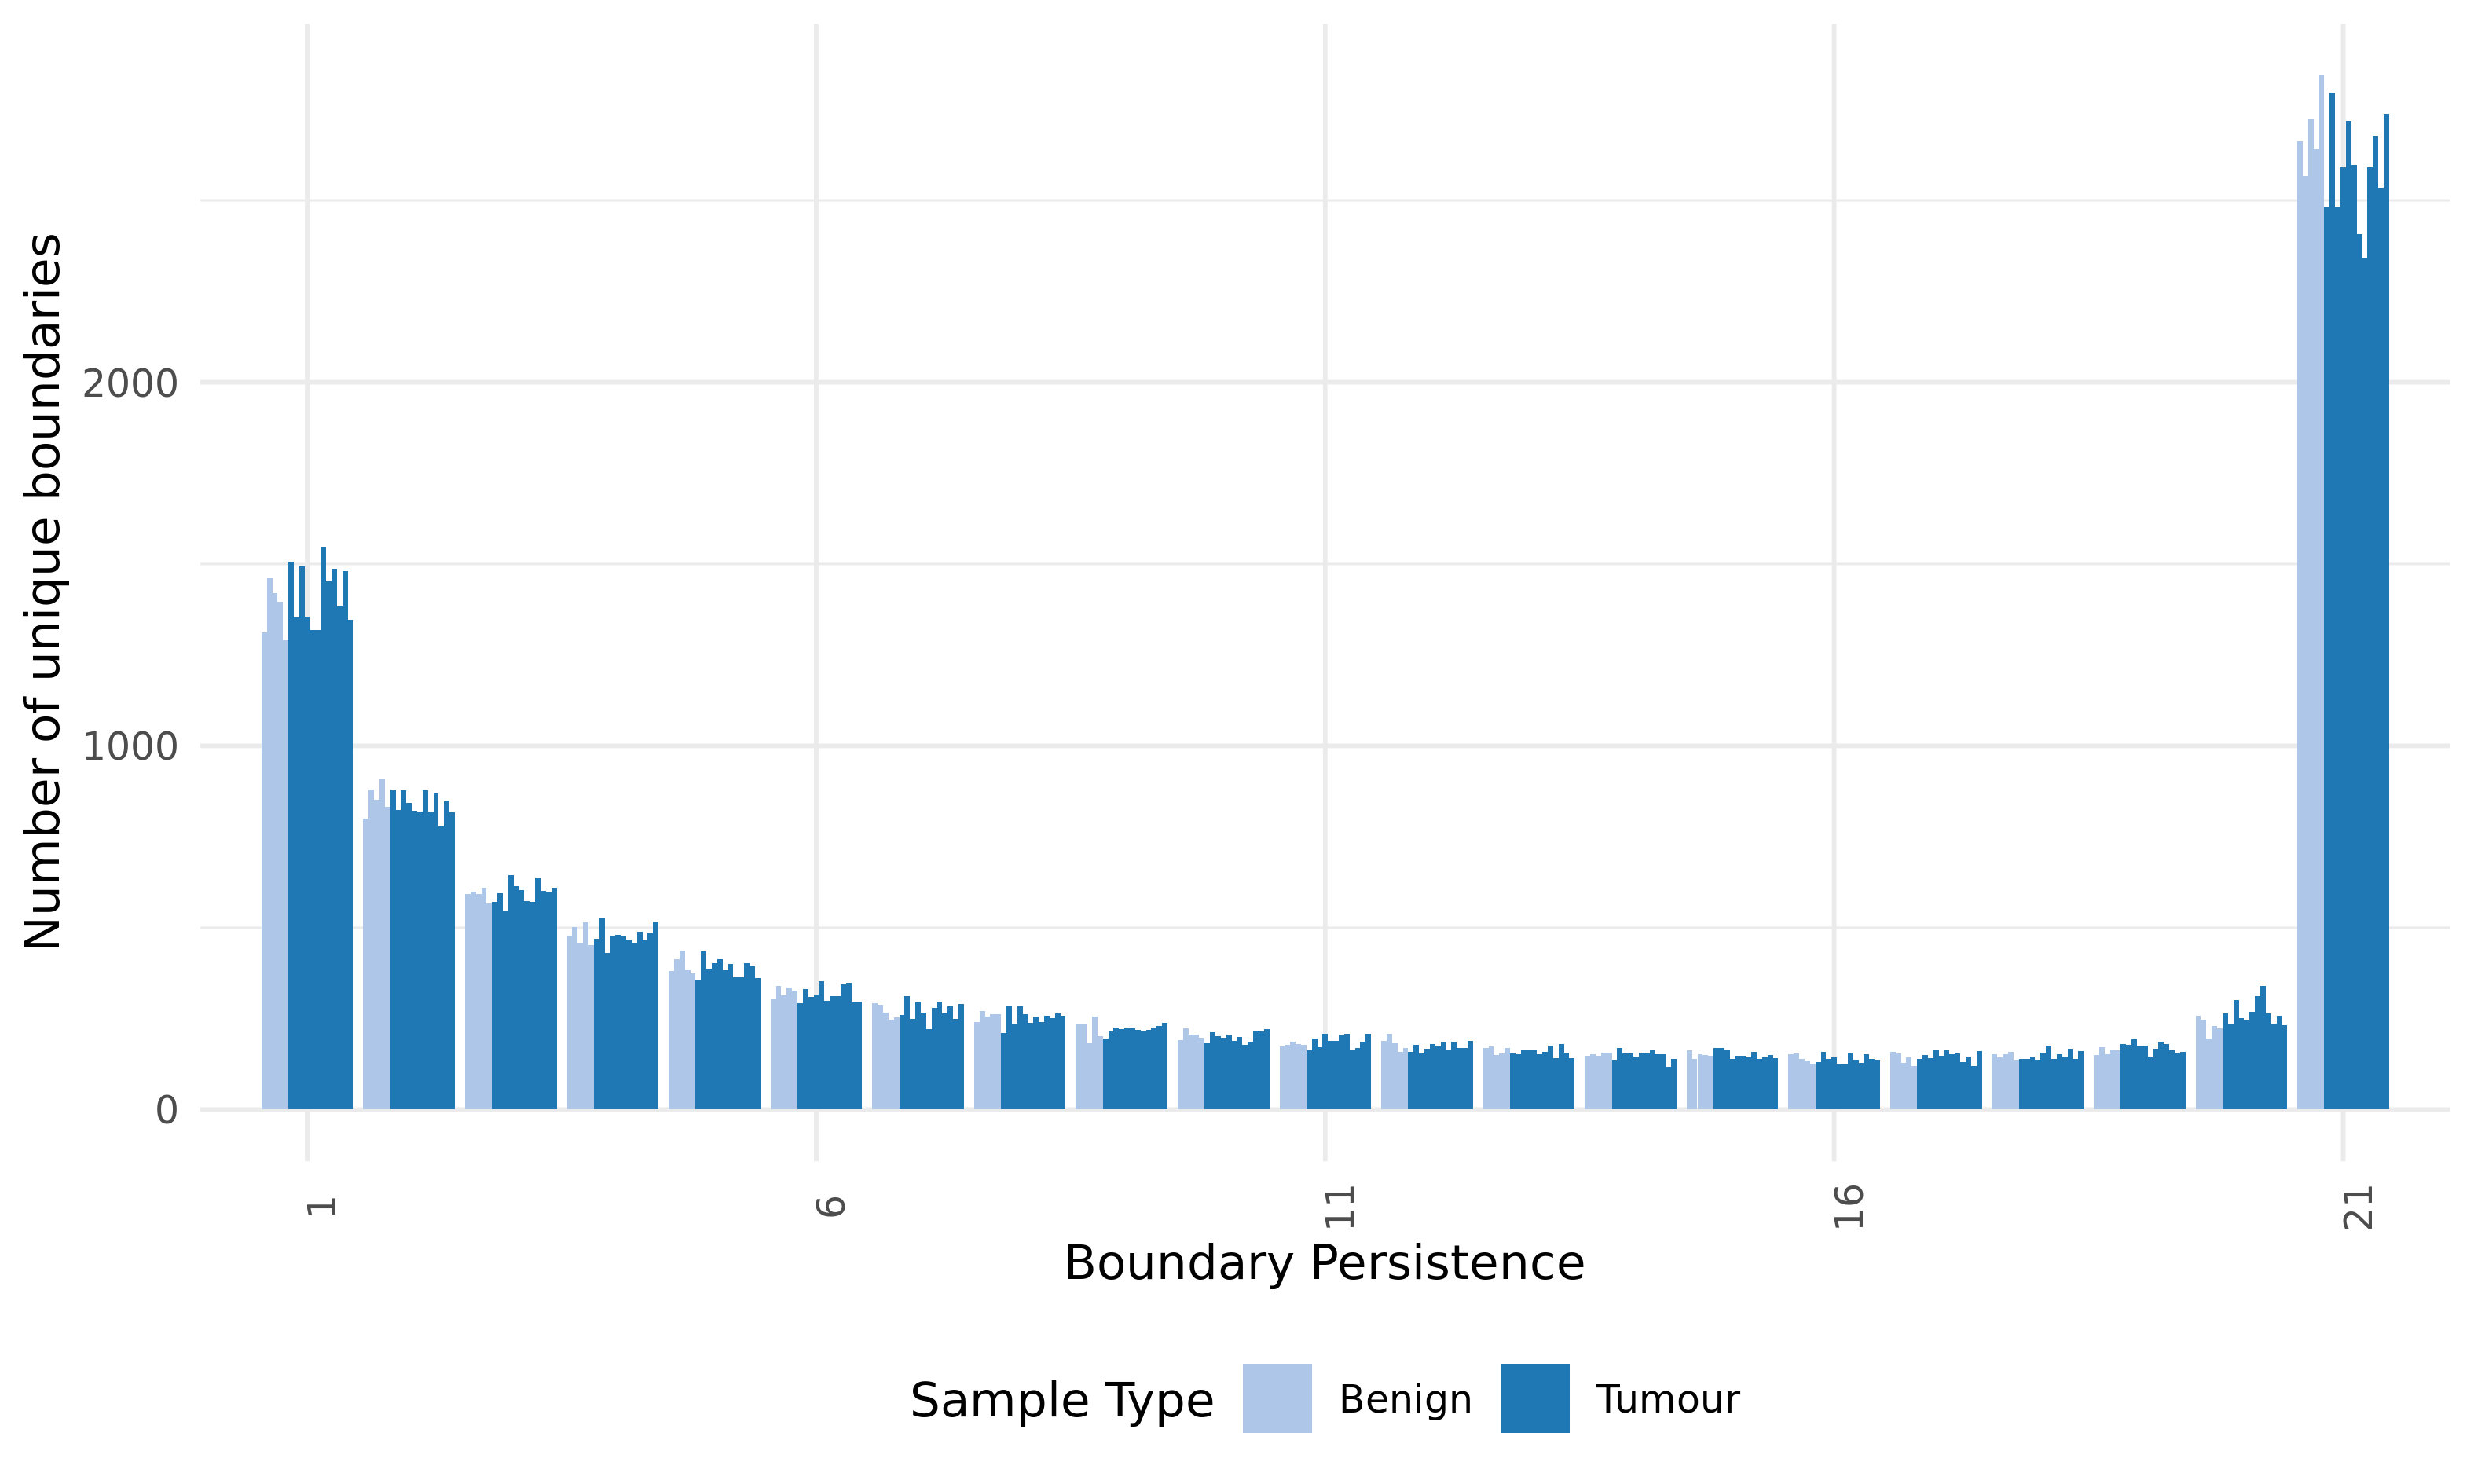 Number of unique boundaries
2000
1000
0
1
6
11
16
21
Boundary Persistence
Sample Type
Benign
Tumour